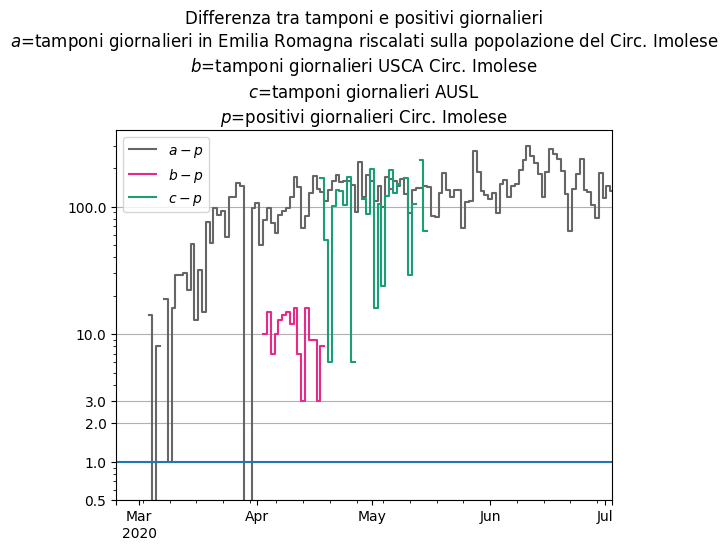 Differenza tra tamponi e positivi giornalieri
a=tamponi giornalieri in Emilia Romagna riscalati sulla popolazione del Circ. Imolese
b=tamponi giornalieri USCA Circ. Imolese
c=tamponi giornalieri AUSL
p=positivi giornalieri Circ. Imolese
a − p
b − p
c − p
100.0
10.0
3.0
2.0
1.0
0.5
Mar
2020
Apr
May
Jun
Jul